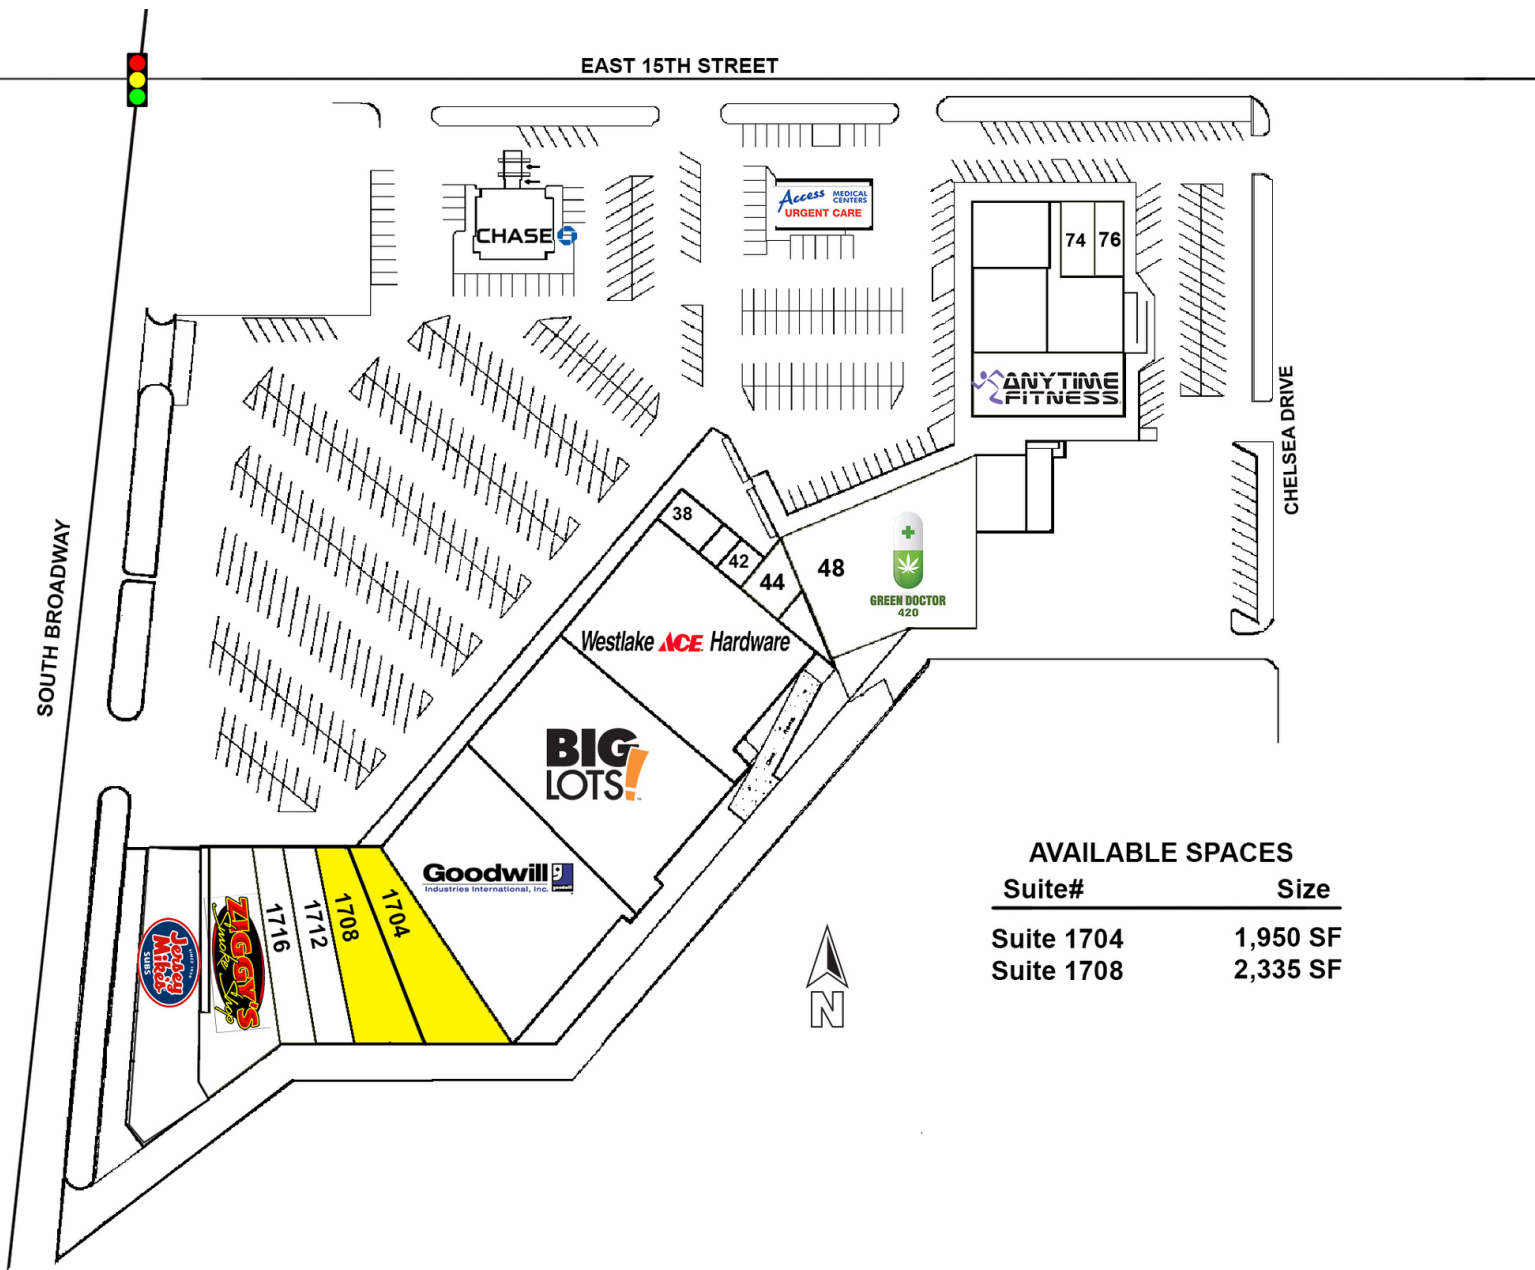 EAST 15TH STREET
CHASE
Access
MEDICAL
CENTERS
URGENT CARE
74
76
ANYTIME
FITNESS
CHELSEA DRIVE
SOUTH BROADWAY
38
42
44
48
GREEN DOCTOR
420
Westlake ACE Hardware
BIG
LOTS!
Goodwill
Industries International, Inc.
goodwill
1704
1708
1712
1716
ZIGGY'S
Smoke Shop
Jersey
Mike's
SINCE 1956
SUBS
N
AVAILABLE SPACES
Suite# Size
Suite 1704 1,950 SF
Suite 1708 2,335 SF